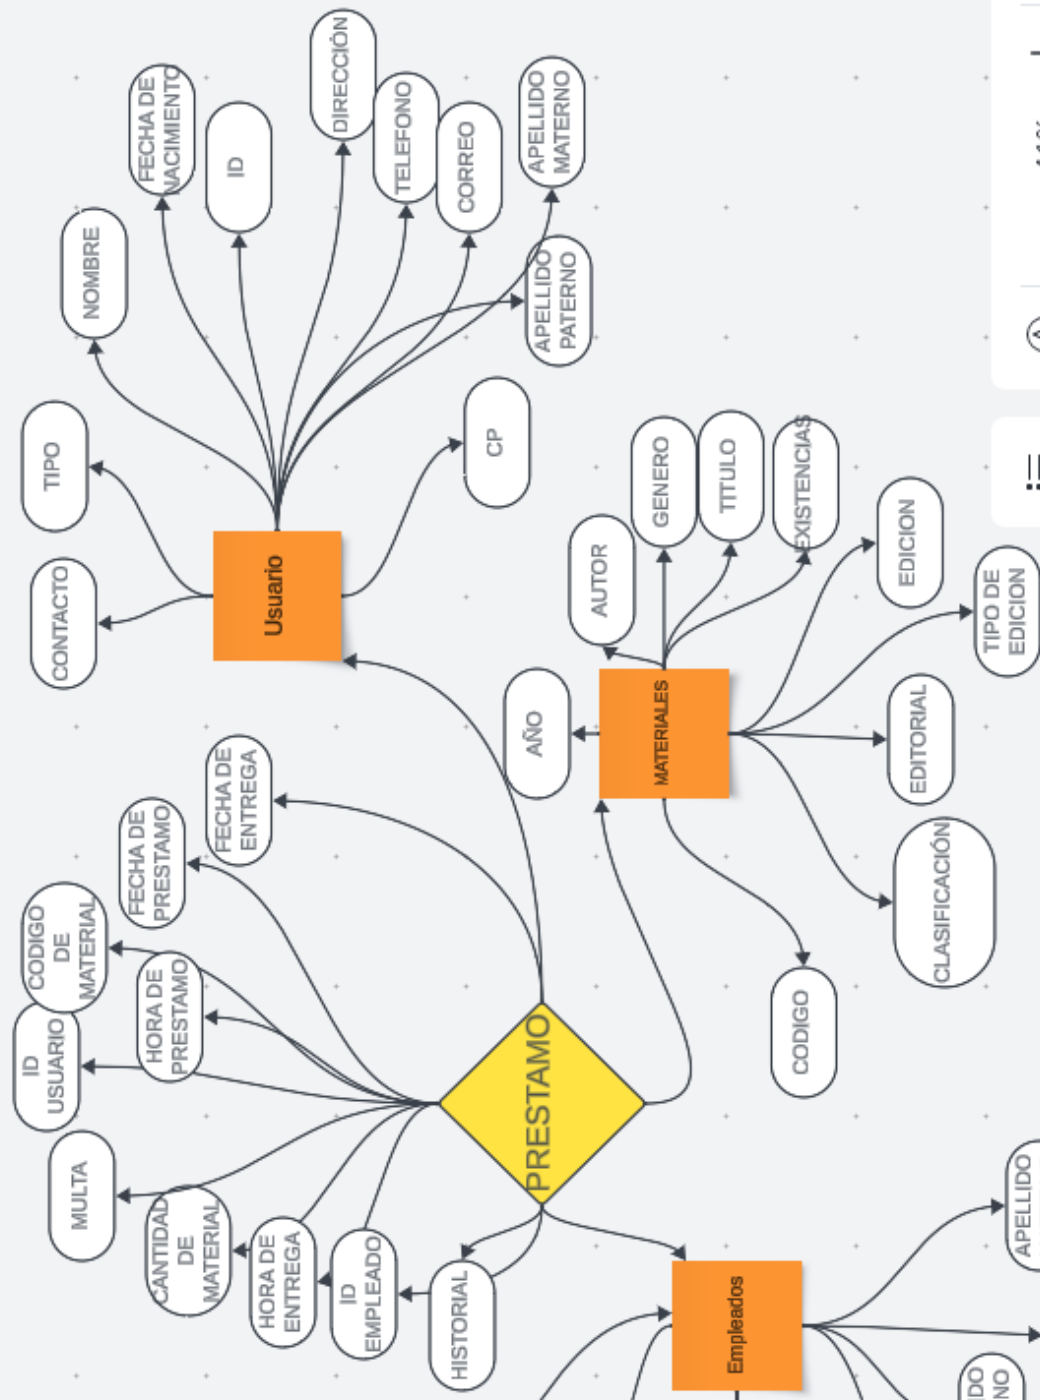 FECHA DE
NACIMIENTO
ID
DIRECCIÓN
TELEFONO
CORREO
APELLIDO
MATERNO
NOMBRE
APELLIDO
PATERNO
TIPO
CP
CONTACTO
Usuario
GENERO
TITULO
EXISTENCIAS
AUTOR
EDICION
TIPO DE
EDICION
AÑO
MATERIALES
EDITORIAL
CLASIFICACIÓN
CODIGO
FECHA DE
ENTREGA
FECHA DE
PRESTAMO
CODIGO
DE
MATERIAL
HORA DE
PRESTAMO
ID
USUARIO
MULTA
PRESTAMO
CANTIDAD
DE
MATERIAL
HORA DE
ENTREGA
ID
EMPLEADO
HISTORIAL
Empleados
APELLIDO